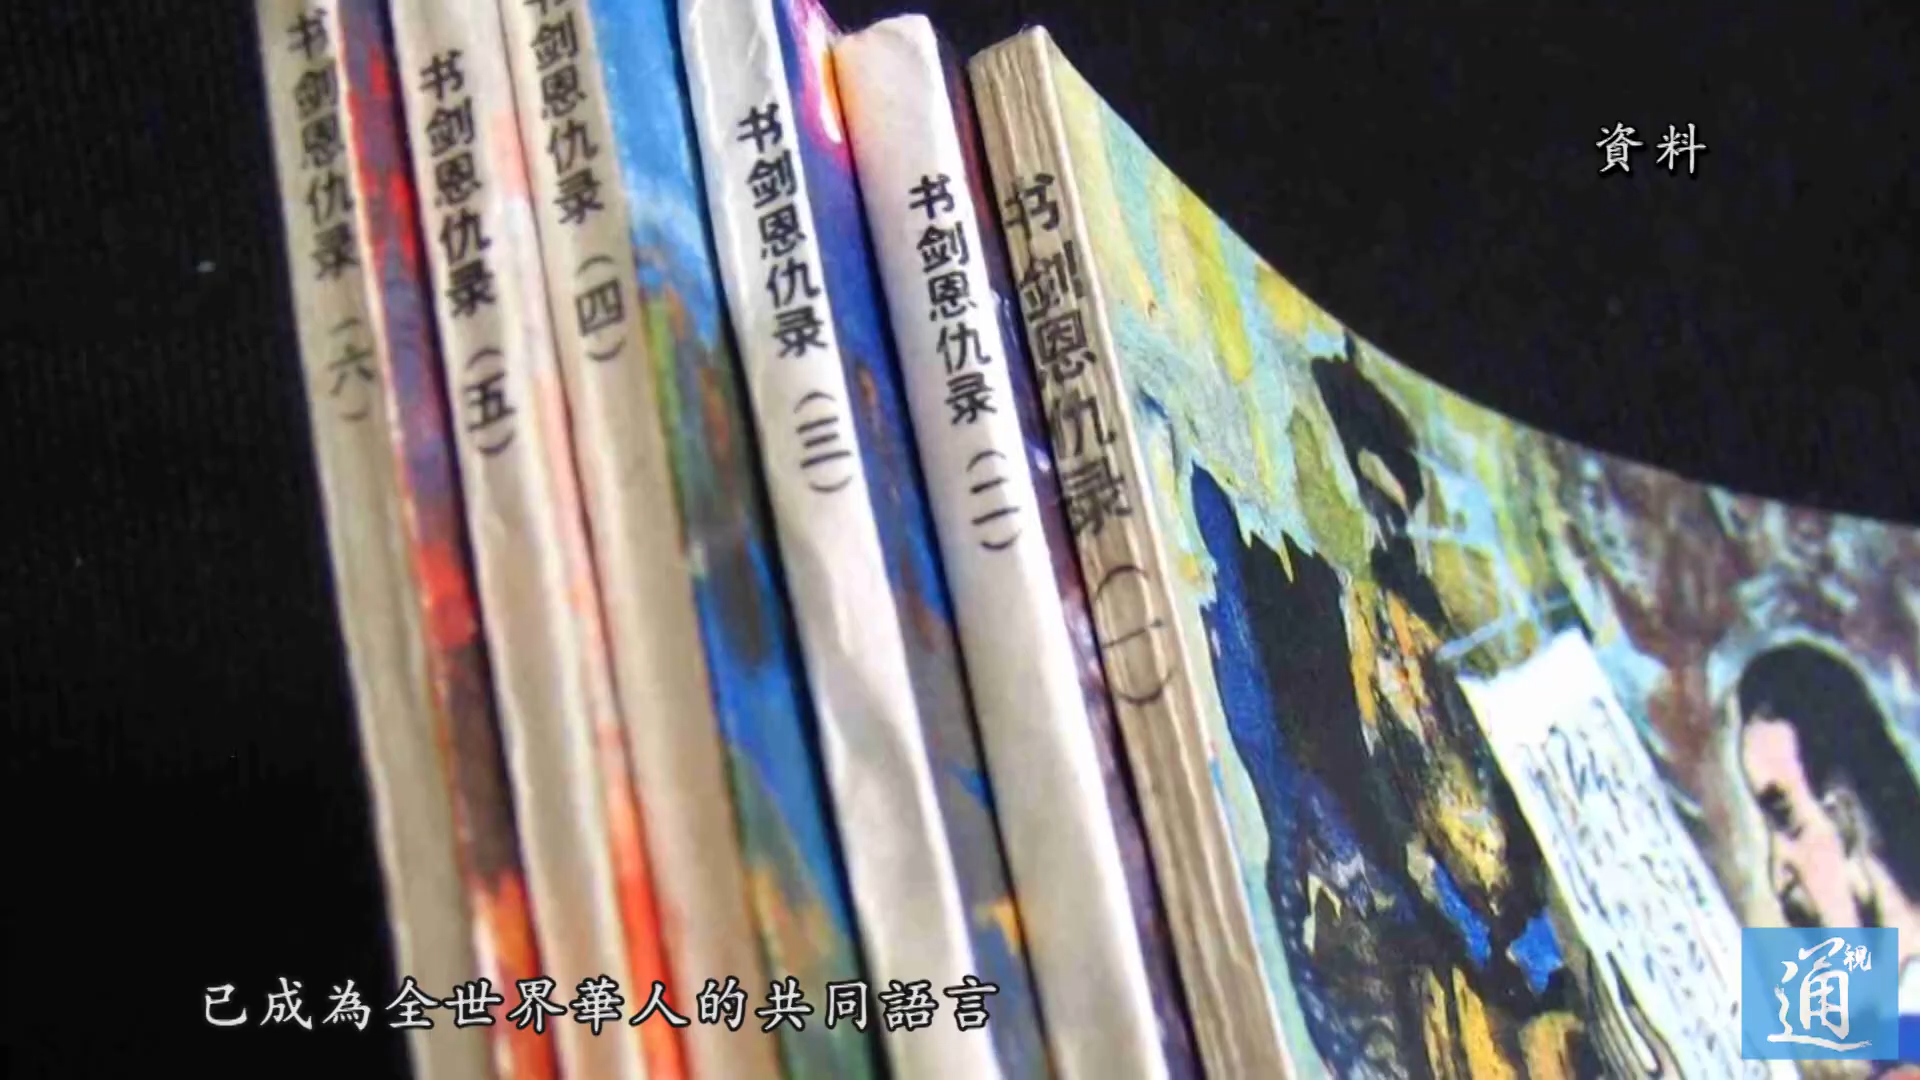 书剑恩仇录（六）
书剑恩仇录（五）
书剑恩仇录（四）
书剑恩仇录（三）
书剑恩仇录（二）
书剑恩仇录（一）
資料
已成為全世界華人的共同語言
通視